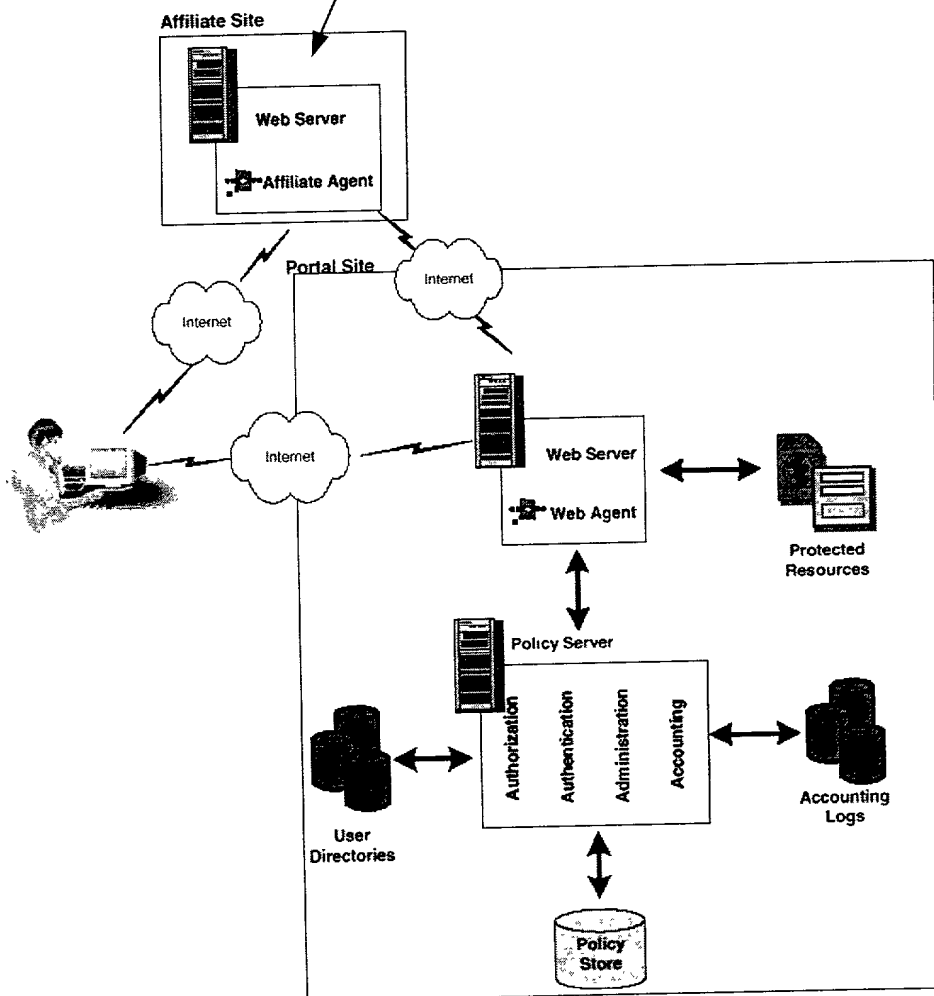 Affiliate Site
Web Server
Affiliate Agent
Portal Site
Internet
Internet
Internet
Web Server
Web Agent
Protected
Resources
Policy Server
Authorization
Authentication
Administration
Accounting
User
Directories
Accounting
Logs
Policy
Store